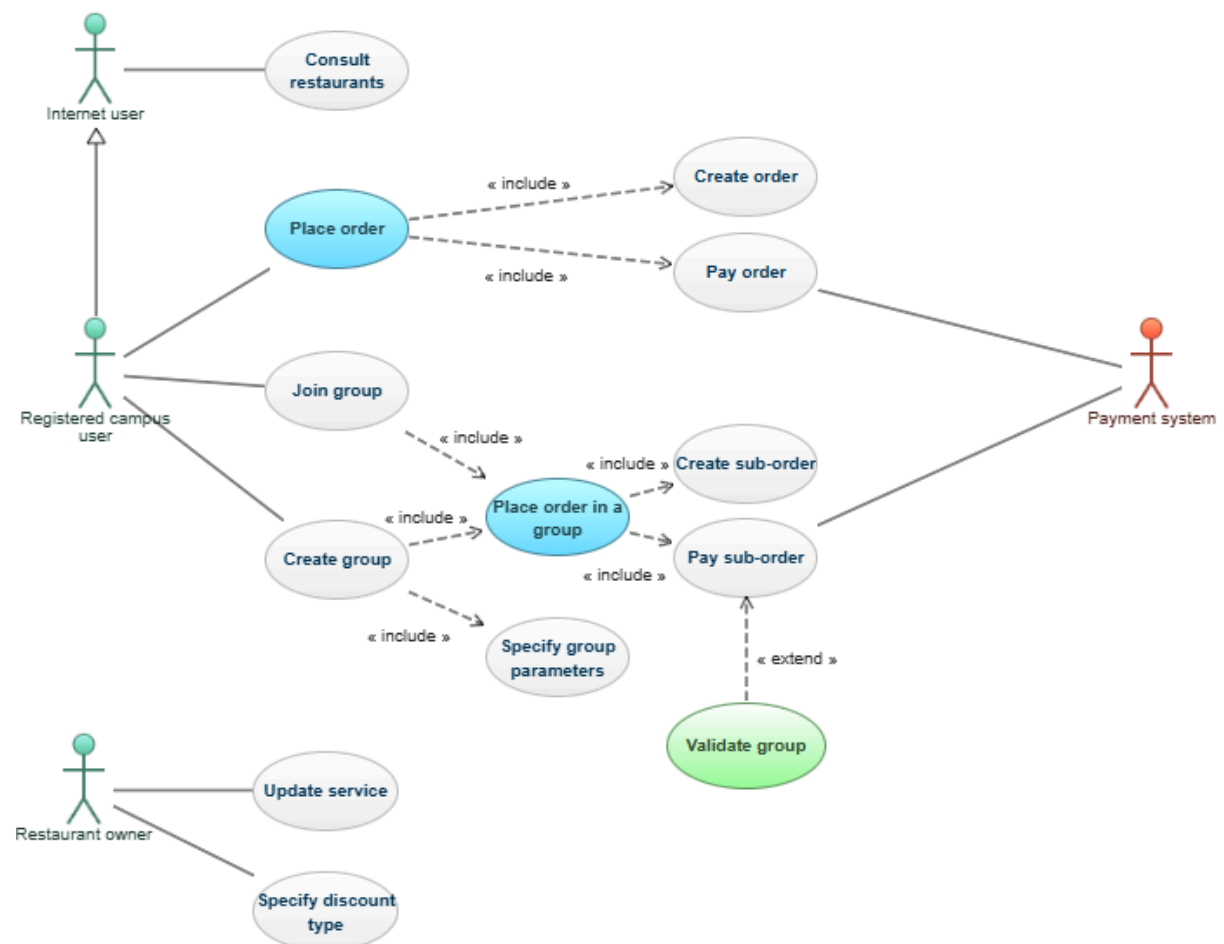 Consult
restaurants
Internet user
Create order
« include »
Place order
Pay order
« include »
Join group
Registered campus
user
Payment system
« include »
« include »
Create sub-order
Place order in a
group
« include »
Create group
Pay sub-order
« include »
« include »
Specify group
parameters
« extend »
Validate group
Update service
Restaurant owner
Specify discount
type